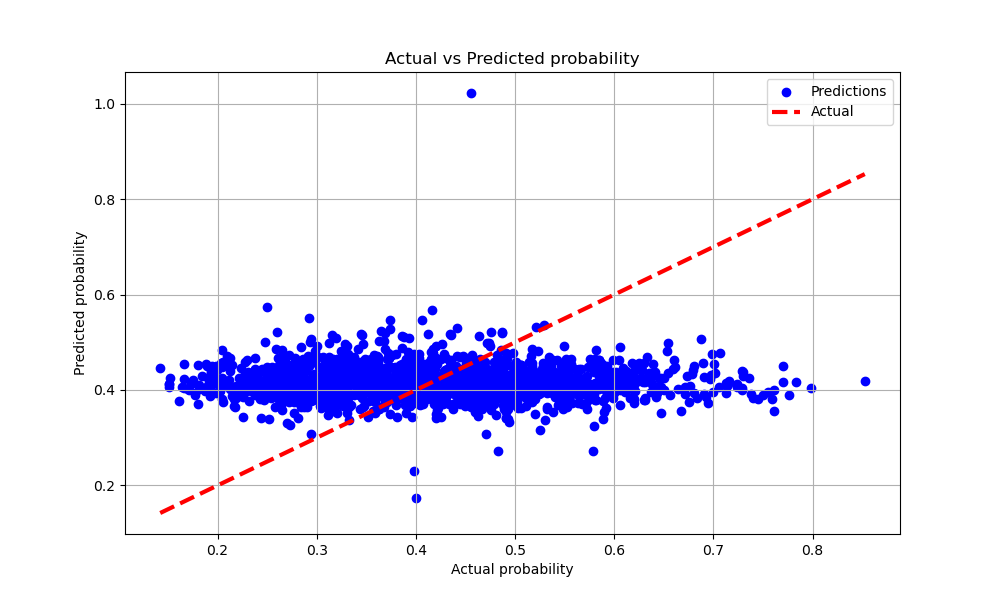 Actual vs Predicted probability
Predictions
Actual
Predicted probability
1.0
0.8
0.6
0.4
0.2
0.2 0.3 0.4 0.5 0.6 0.7 0.8
Actual probability